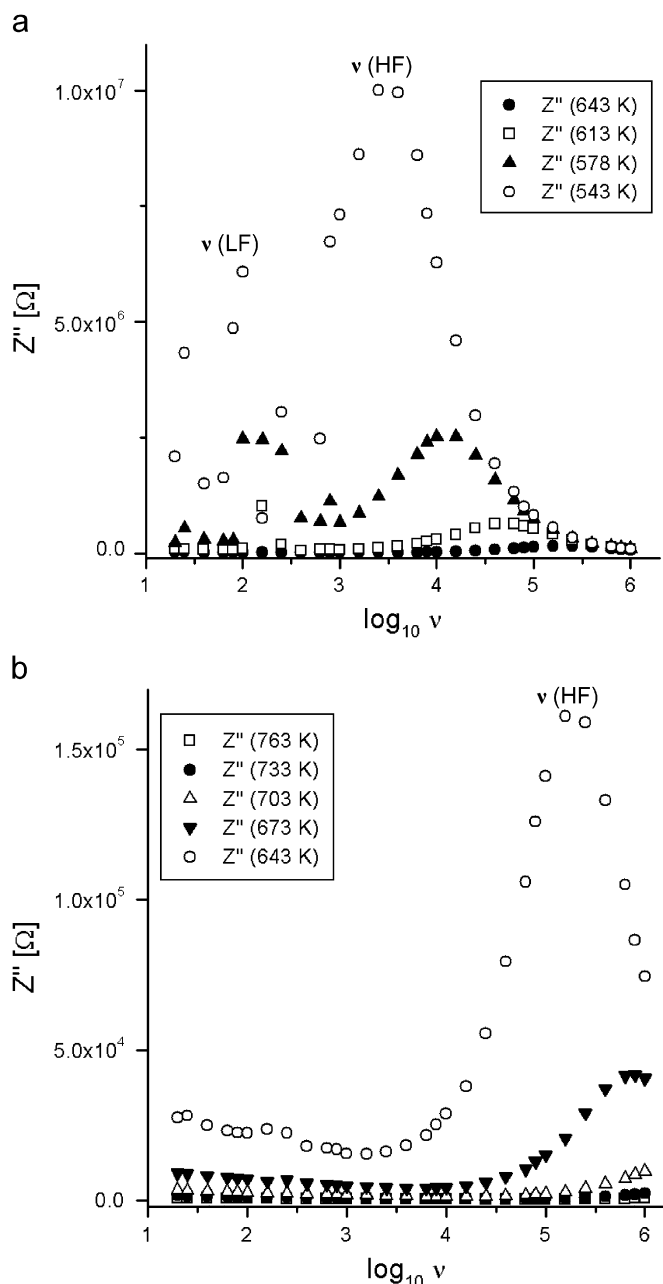 a
ν (HF)
1.0x10⁷
Z'' (643 K)
Z'' (613 K)
Z'' (578 K)
Z'' (543 K)
ν (LF)
Z'' [Ω]
5.0x10⁶
0.0
1 2 3 4 5 6
log₁₀ ν
b
ν (HF)
Z'' (763 K)
Z'' (733 K)
Z'' (703 K)
Z'' (673 K)
Z'' (643 K)
1.5x10⁵
1.0x10⁵
Z'' [Ω]
5.0x10⁴
0.0
1 2 3 4 5 6
log₁₀ ν